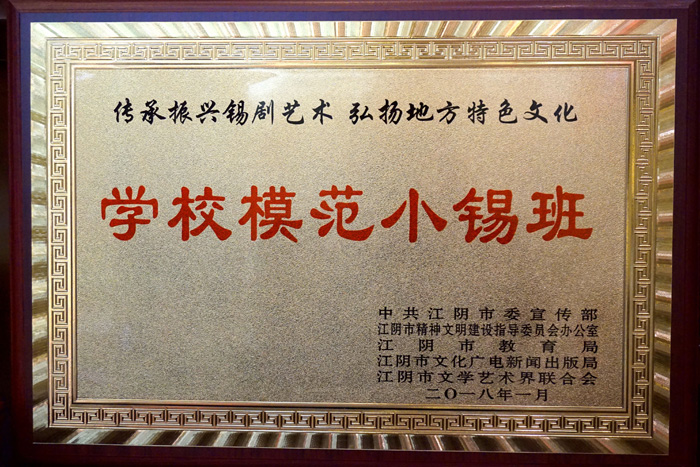 传承振兴锡剧艺术 弘扬地方特色文化
学校模范小锡班
中共江阴市委宣传部
江阴市精神文明建设指导委员会办公室
江阴市教育局
江阴市文化广电新闻出版局
江阴市文学艺术界联合会
二〇一八年一月